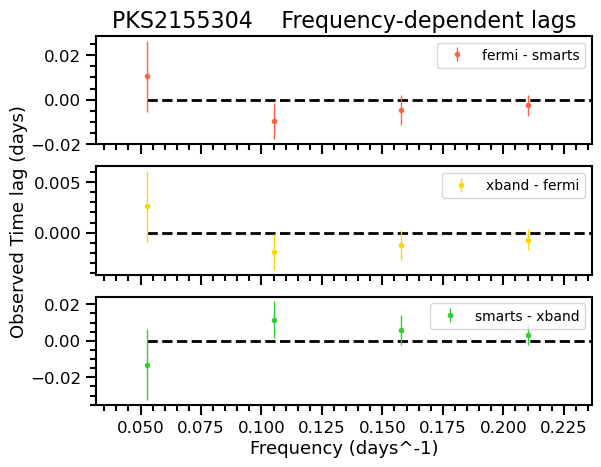 PKS2155304    Frequency-dependent lags
Observed Time lag (days)
0.02
0.00
−0.02
fermi - smarts
0.005
0.000
xband - fermi
0.02
0.00
−0.02
smarts - xband
0.050 0.075 0.100 0.125 0.150 0.175 0.200 0.225
Frequency (days^-1)